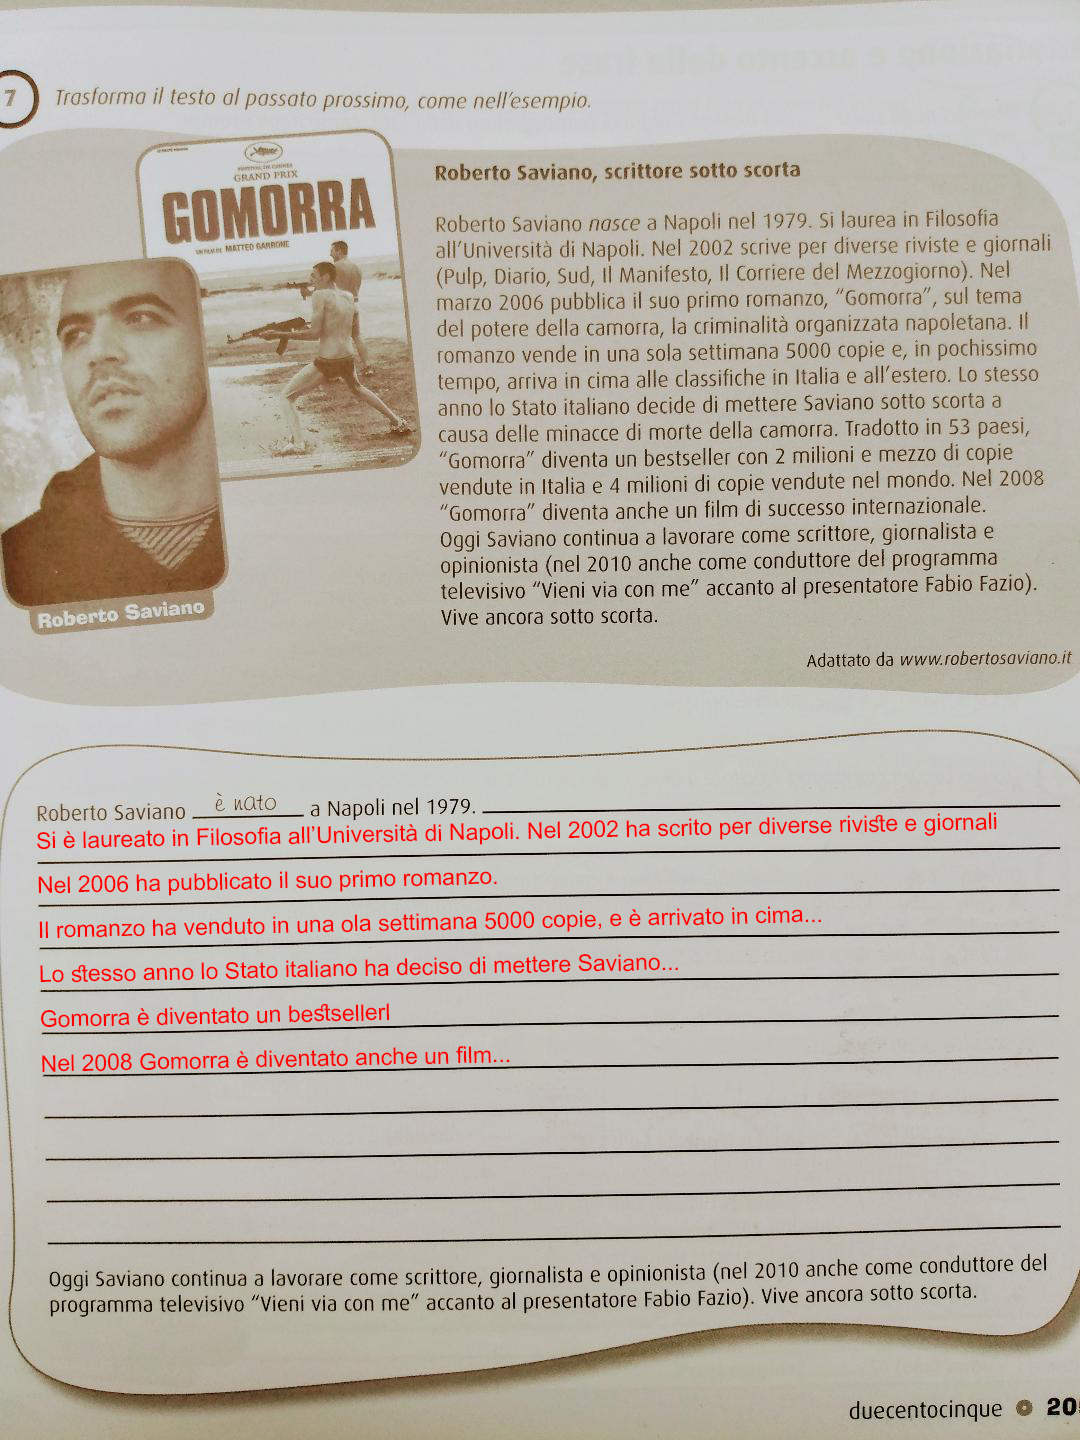 7 Trasforma il testo al passato prossimo, come nell'esempio.
FESTIVAL DE CANNES
GRAND PRIX
GOMORRA
UN FILM DI MATTEO GARRONE
Roberto Saviano
Roberto Saviano, scrittore sotto scorta
Roberto Saviano nasce a Napoli nel 1979. Si laurea in Filosofia
all'Università di Napoli. Nel 2002 scrive per diverse riviste e giornali
(Pulp, Diario, Sud, Il Manifesto, Il Corriere del Mezzogiorno). Nel
marzo 2006 pubblica il suo primo romanzo, "Gomorra", sul tema
del potere della camorra, la criminalità organizzata napoletana. Il
romanzo vende in una sola settimana 5000 copie e, in pochissimo
tempo, arriva in cima alle classifiche in Italia e all'estero. Lo stesso
anno lo Stato italiano decide di mettere Saviano sotto scorta a
causa delle minacce di morte della camorra. Tradotto in 53 paesi,
"Gomorra" diventa un bestseller con 2 milioni e mezzo di copie
vendute in Italia e 4 milioni di copie vendute nel mondo. Nel 2008
"Gomorra" diventa anche un film di successo internazionale.
Oggi Saviano continua a lavorare come scrittore, giornalista e
opinionista (nel 2010 anche come conduttore del programma
televisivo "Vieni via con me" accanto al presentatore Fabio Fazio).
Vive ancora sotto scorta.
Adattato da www.robertosaviano.it
Roberto Saviano è nato a Napoli nel 1979.
Si è laureato in Filosofia all'Università di Napoli. Nel 2002 ha scrito per diverse riviste e giornali
Nel 2006 ha pubblicato il suo primo romanzo.
Il romanzo ha venduto in una ola settimana 5000 copie, e è arrivato in cima...
Lo stesso anno lo Stato italiano ha deciso di mettere Saviano...
Gomorra è diventato un bestsellerl
Nel 2008 Gomorra è diventato anche un film...
Oggi Saviano continua a lavorare come scrittore, giornalista e opinionista (nel 2010 anche come conduttore del
programma televisivo "Vieni via con me" accanto al presentatore Fabio Fazio). Vive ancora sotto scorta.
duecentocinque